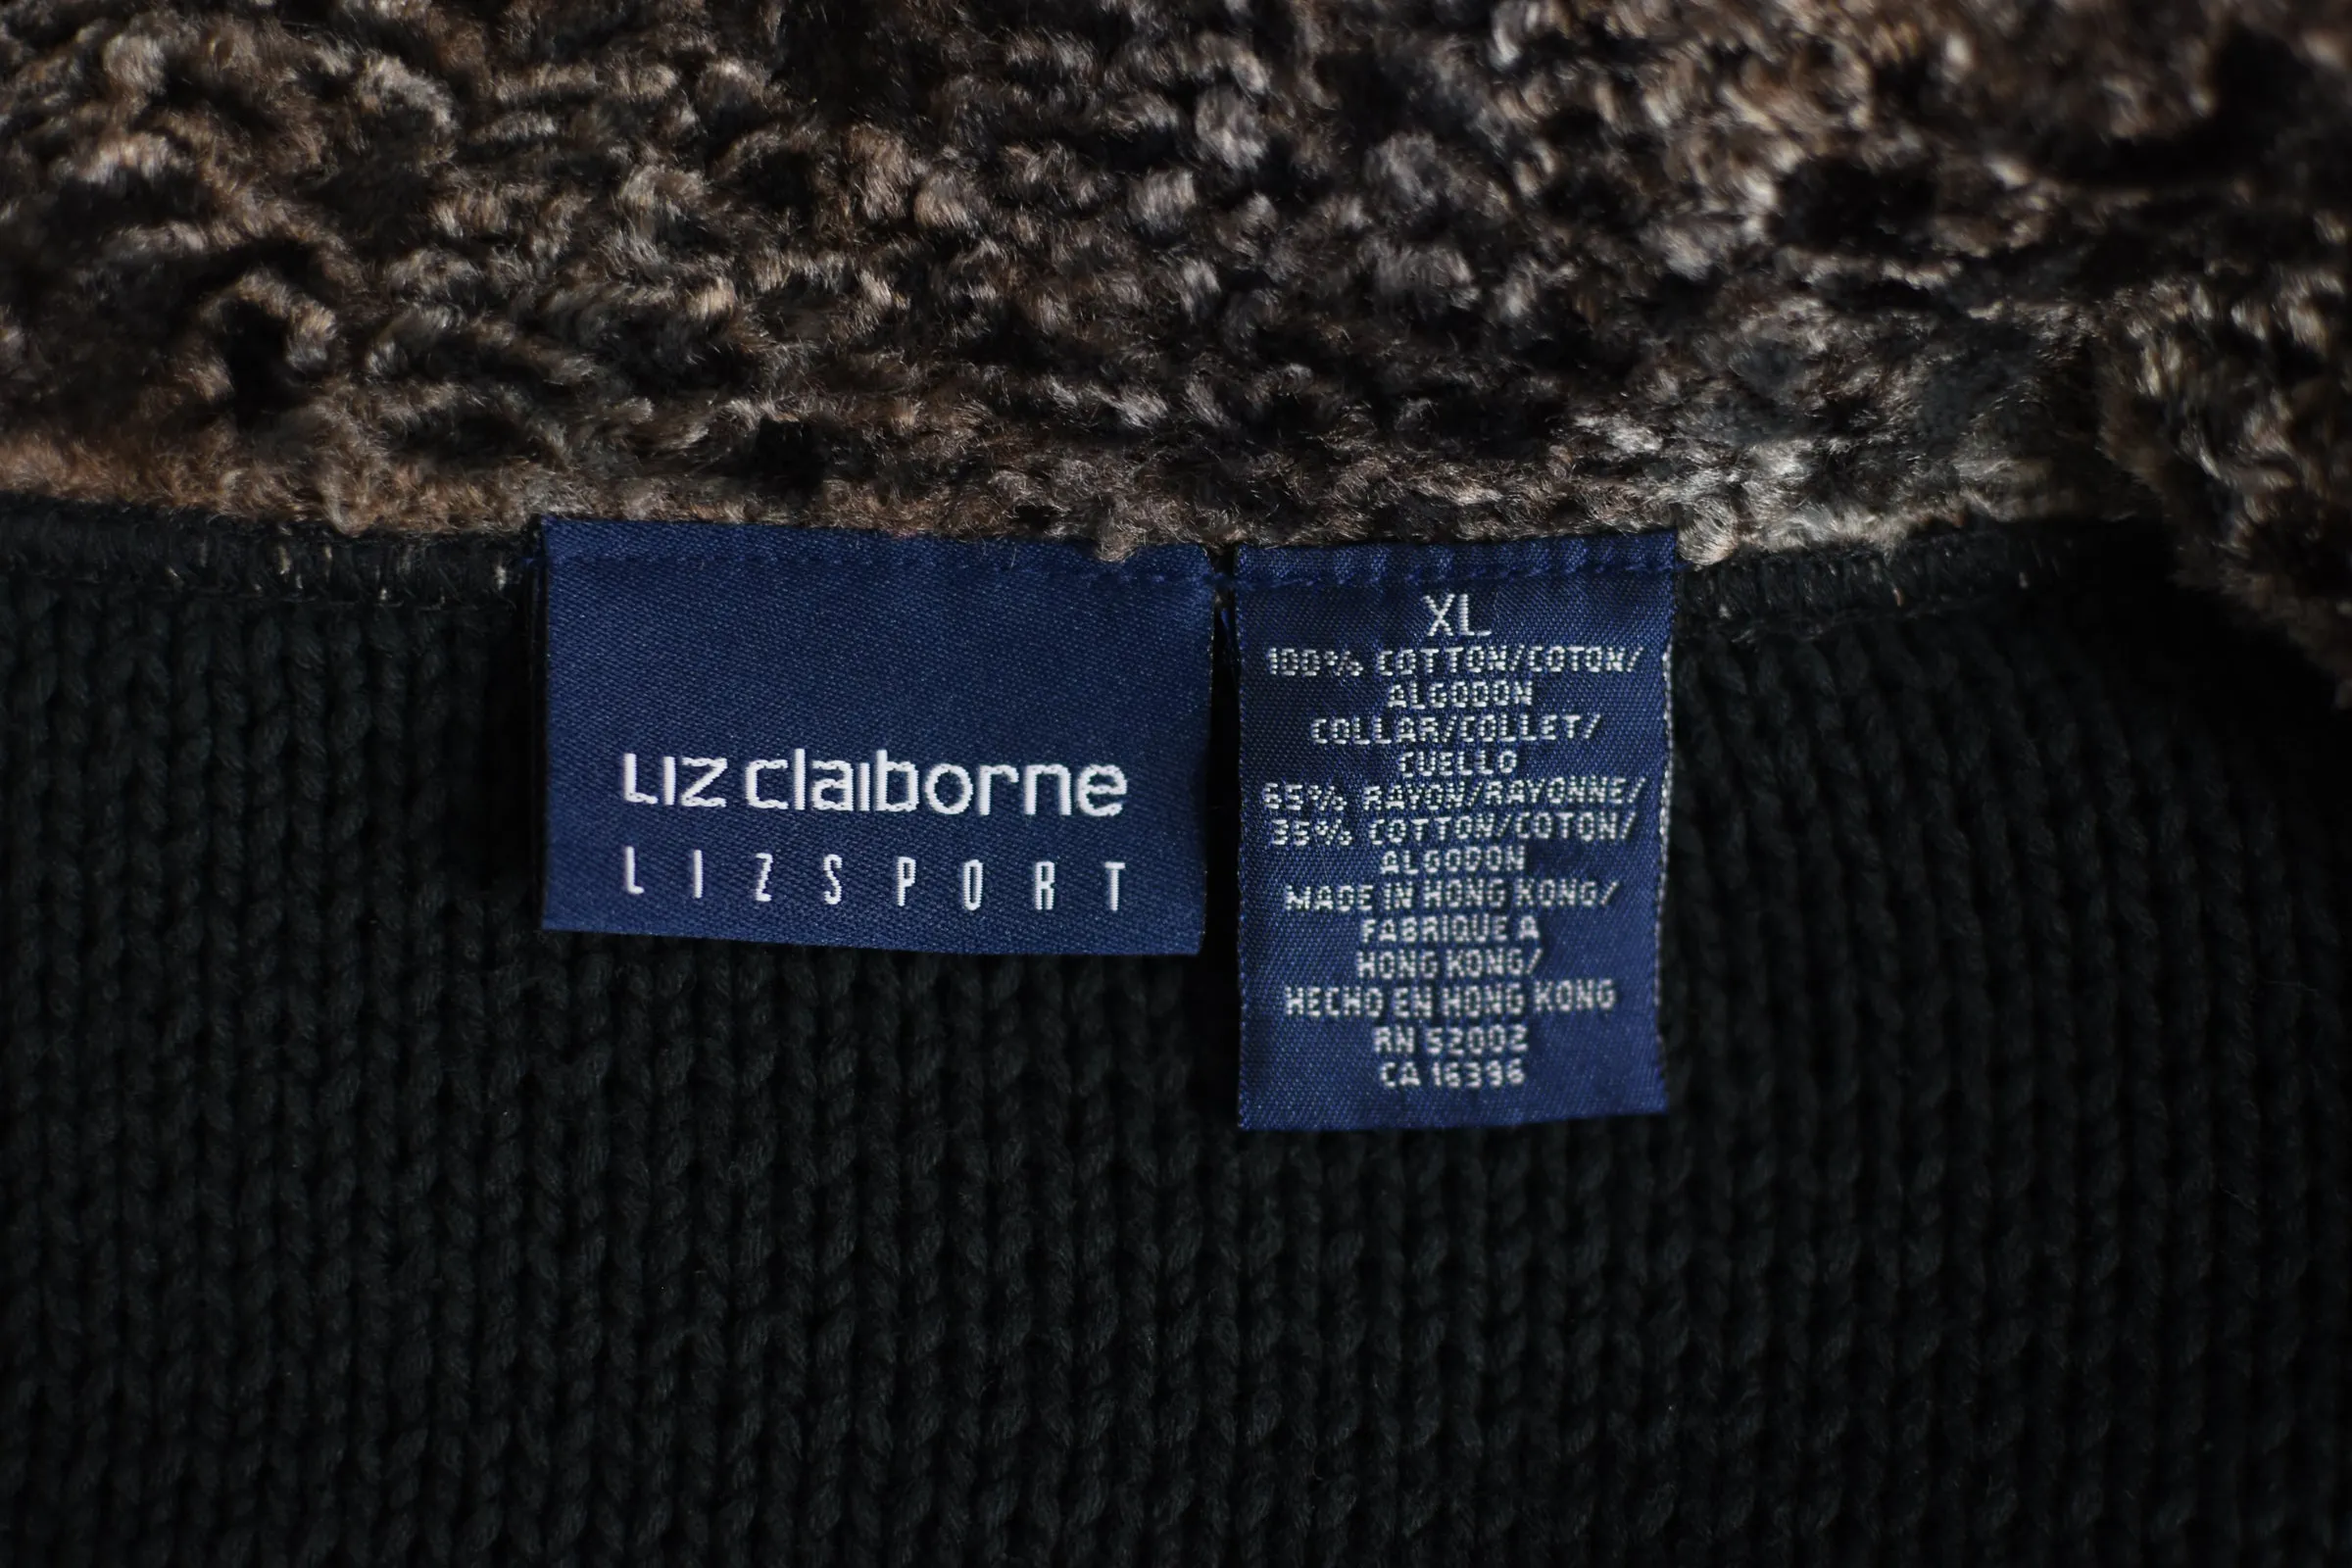 Liz claiborne
LIZSPORT
XL
100% COTTON/COTON/
ALGODON
COLLAR/COLLET/
CUELLO
65% RAYON/RAYONNE/
35% COTTON/COTON/
ALGODON
MADE IN HONG KONG/
FABRIQUE A
HONG KONG/
HECHO EN HONG KONG
RN 52002
CA 16396